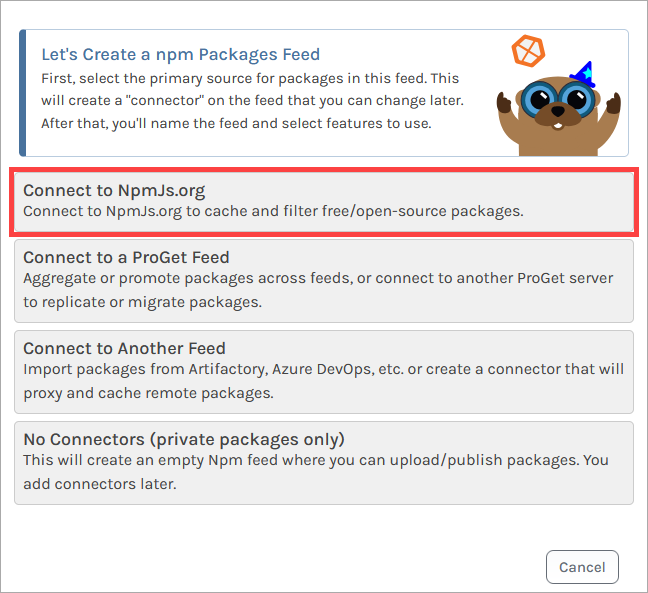 Let's Create a npm Packages Feed
First, select the primary source for packages in this feed. This
will create a "connector" on the feed that you can change later.
After that, you'll name the feed and select features to use.
Connect to NpmJs.org
Connect to NpmJs.org to cache and filter free/open-source packages.
Connect to a ProGet Feed
Aggregate or promote packages across feeds, or connect to another ProGet server
to replicate or migrate packages.
Connect to Another Feed
Import packages from Artifactory, Azure DevOps, etc. or create a connector that will
proxy and cache remote packages.
No Connectors (private packages only)
This will create an empty Npm feed where you can upload/publish packages. You
add connectors later.
Cancel